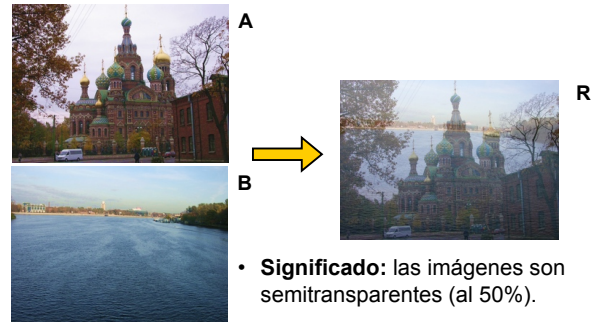 A
R
B
• Significado: las imágenes son
semitransparentes (al 50%).